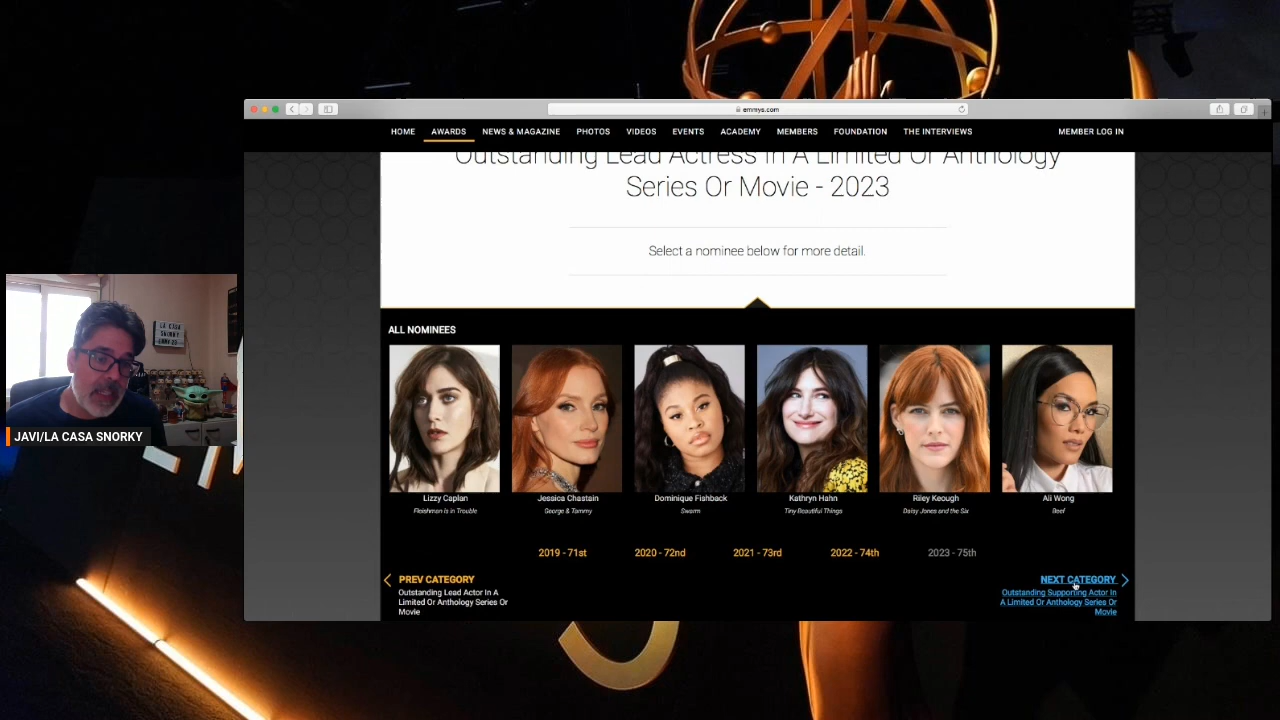 emmys.com
HOME AWARDS NEWS & MAGAZINE PHOTOS VIDEOS EVENTS ACADEMY MEMBERS FOUNDATION THE INTERVIEWS MEMBER LOG IN
Outstanding Lead Actress In A Limited Or Anthology
Series Or Movie - 2023
Select a nominee below for more detail.
ALL NOMINEES
LA CASA
SNORKY
JAVI/LA CASA SNORKY
Lizzy Caplan
Fleishman Is in Trouble
Jessica Chastain
George & Tammy
Dominique Fishback
Swarm
Kathryn Hahn
Tiny Beautiful Things
Riley Keough
Daisy Jones and the Six
Ali Wong
Beef
2019 - 71st 2020 - 72nd 2021 - 73rd 2022 - 74th 2023 - 75th
PREV CATEGORY
Outstanding Lead Actor In A
Limited Or Anthology Series Or
Movie
NEXT CATEGORY
Outstanding Supporting Actor In
A Limited Or Anthology Series Or
Movie